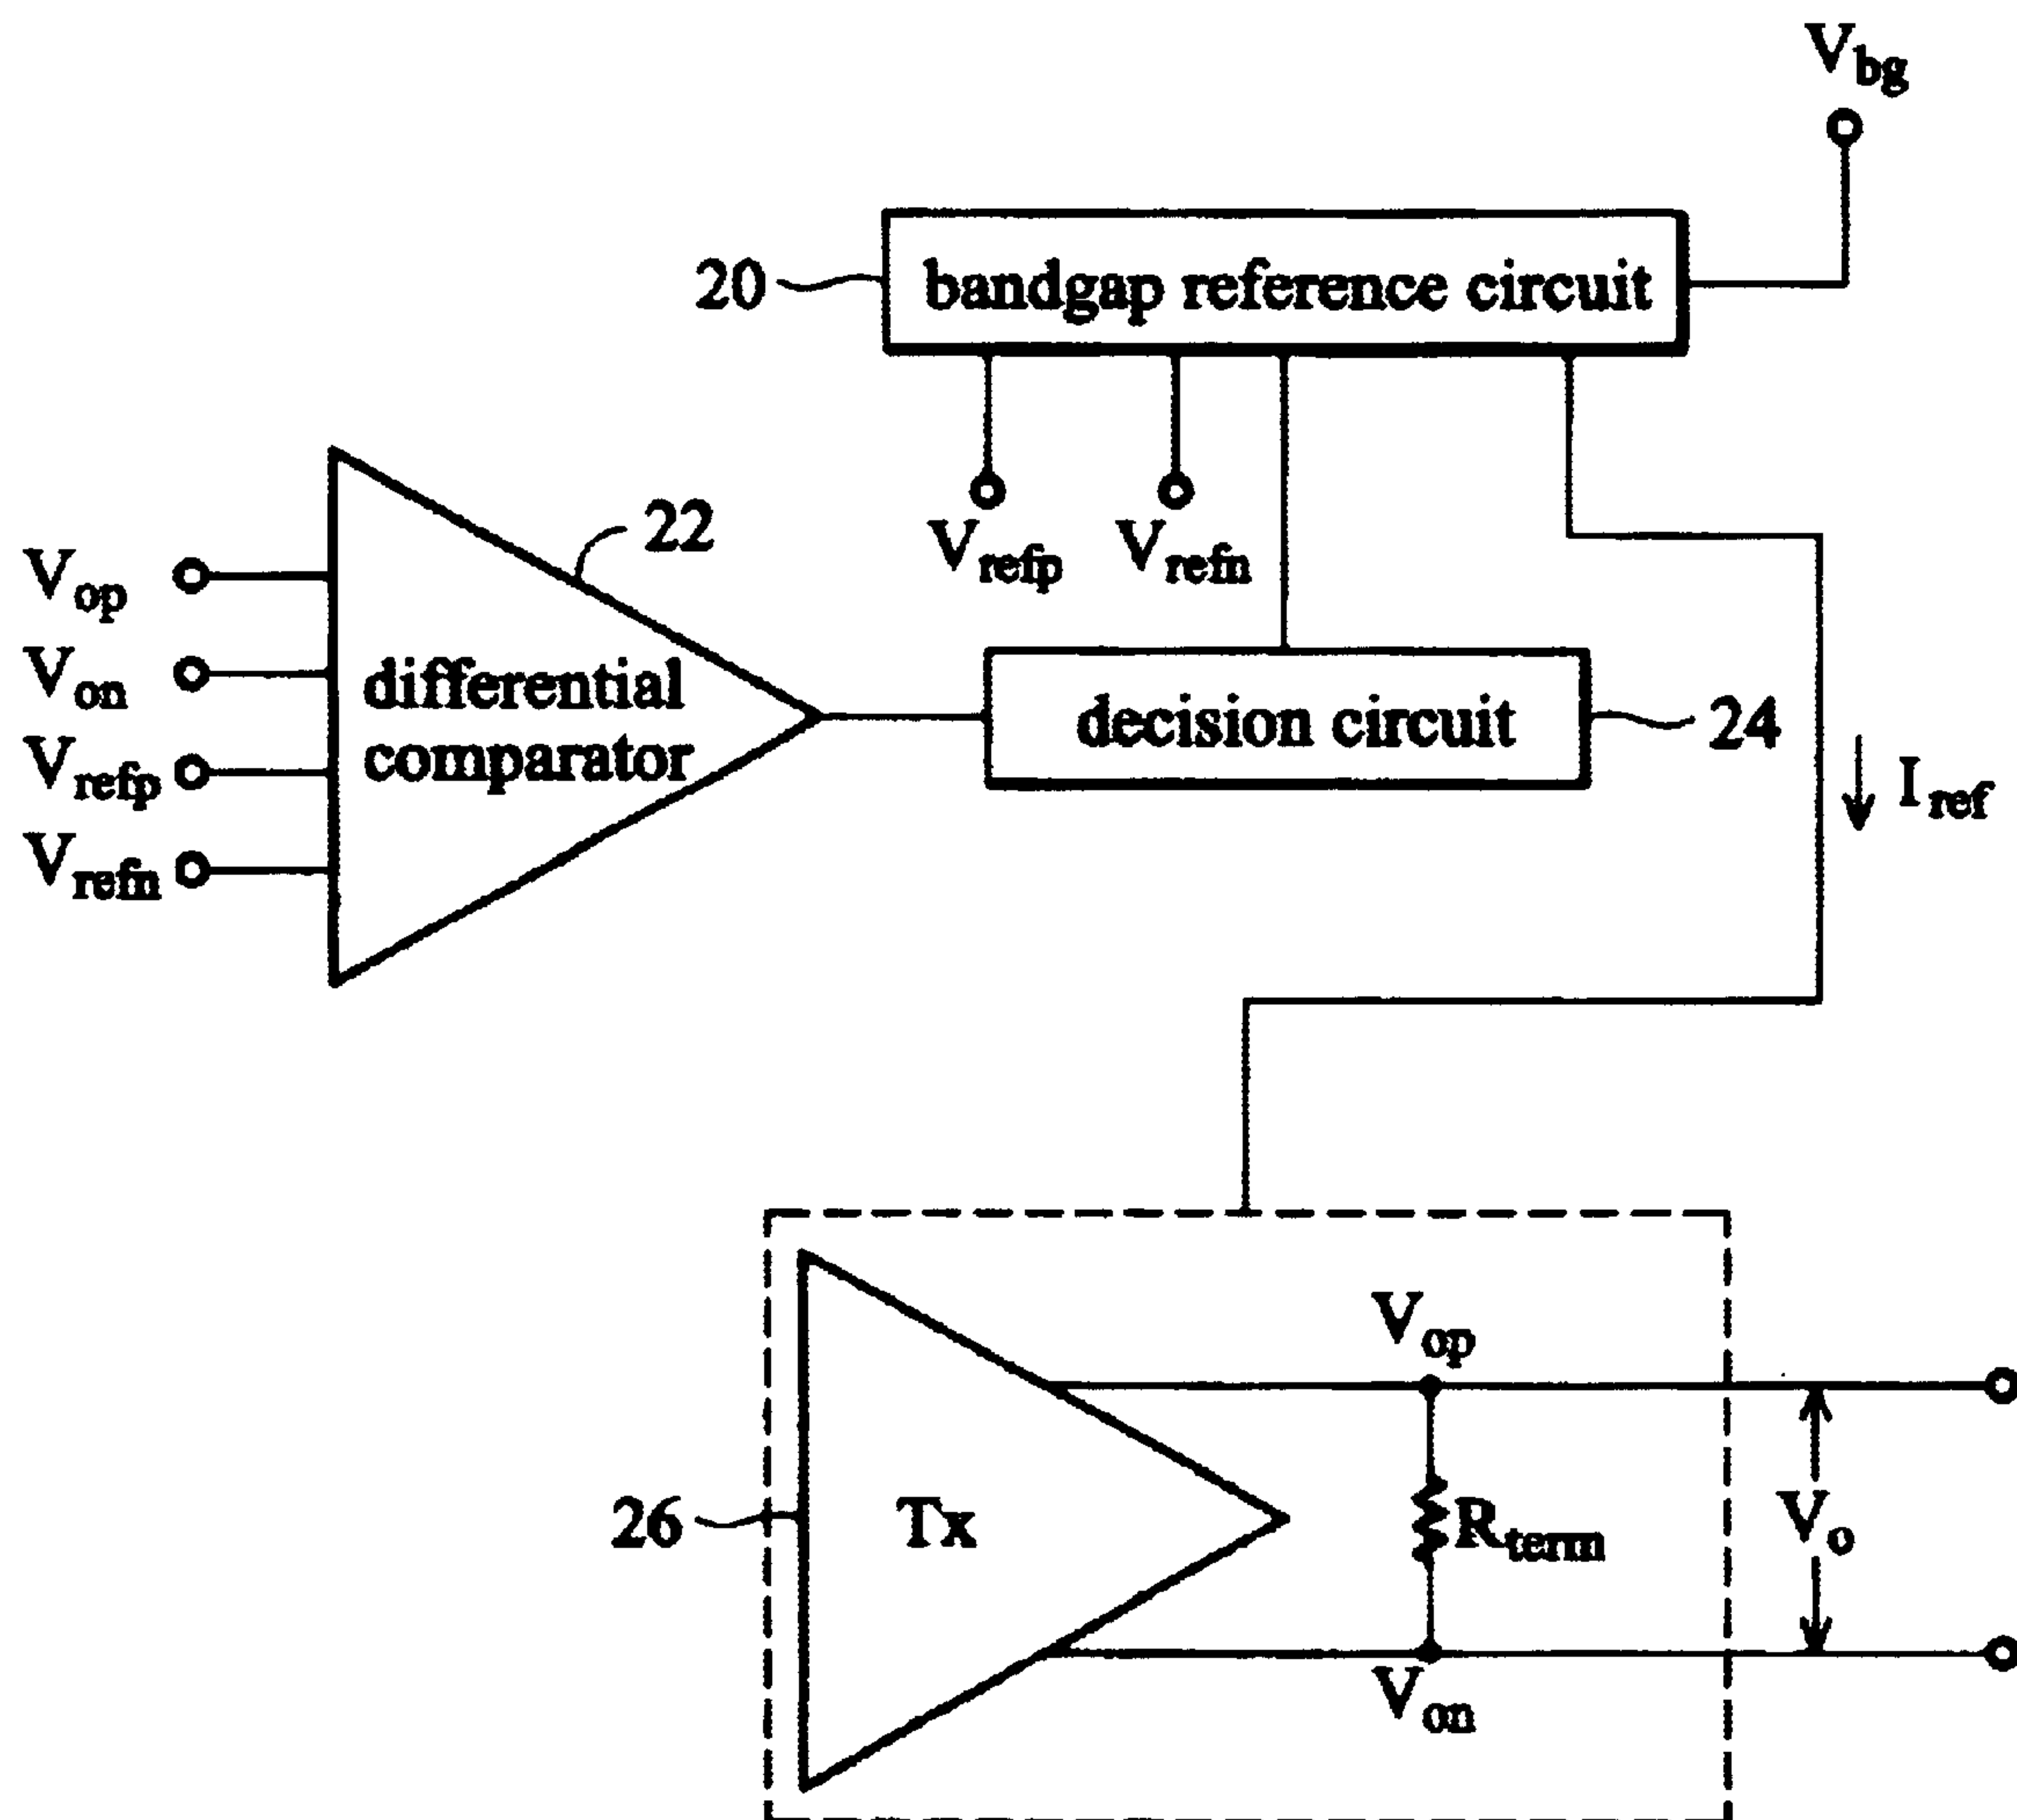 Vbg
20
bandgap reference circuit
22
Vrefp
Vrefn
Vop
Von
Vrefp
Vrefn
differential
comparator
decision circuit
24
Iref
Vop
26
Tx
Rterm
Vo
Von